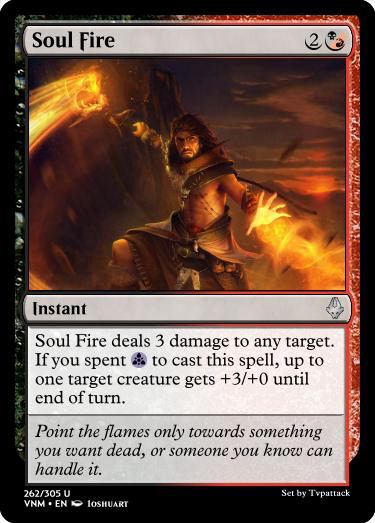 Soul Fire
2
Instant
Soul Fire deals 3 damage to any target.
If you spent to cast this spell, up to
one target creature gets +3/+0 until
end of turn.
Point the flames only towards something
you want dead, or someone you know can
handle it.
262/305 U
VNM • EN Ioshuart
Set by Tvpattack